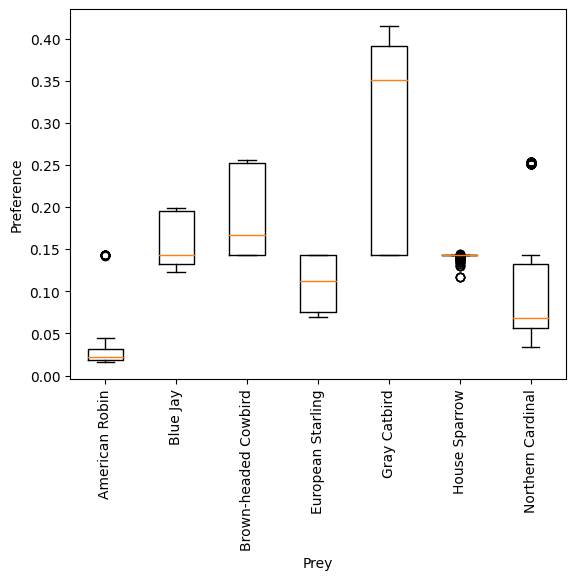 0.40
0.35
0.30
0.25
0.20
0.15
0.10
0.05
0.00
Preference
American Robin
Blue Jay
Brown-headed Cowbird
European Starling
Gray Catbird
House Sparrow
Northern Cardinal
Prey